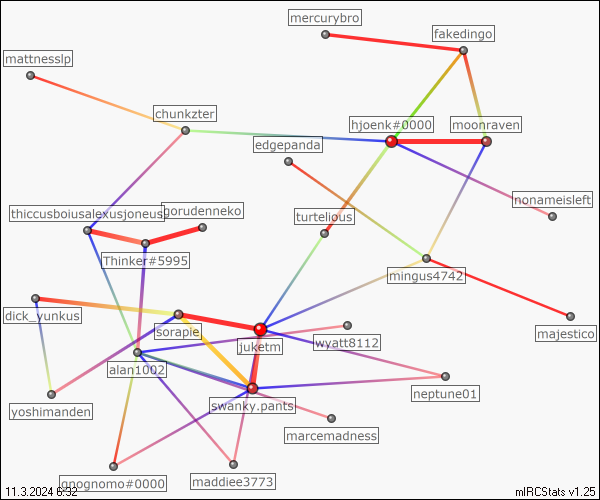 mercurybro
fakedingo
mattnesslp
chunkzter
hjoenk#0000
moonraven
edgepanda
nonameisleft
thiccusboiusalexusjoneus
gorudenneko
turtelious
Thinker#5995
mingus4742
dick_yunkus
majestico
sorapie
juketm
wyatt8112
alan1002
neptune01
yoshimanden
swanky.pants
marcemadness
gnognomo#0000
maddiee3773
11.3.2024 6:32
mIRCStats v1.25